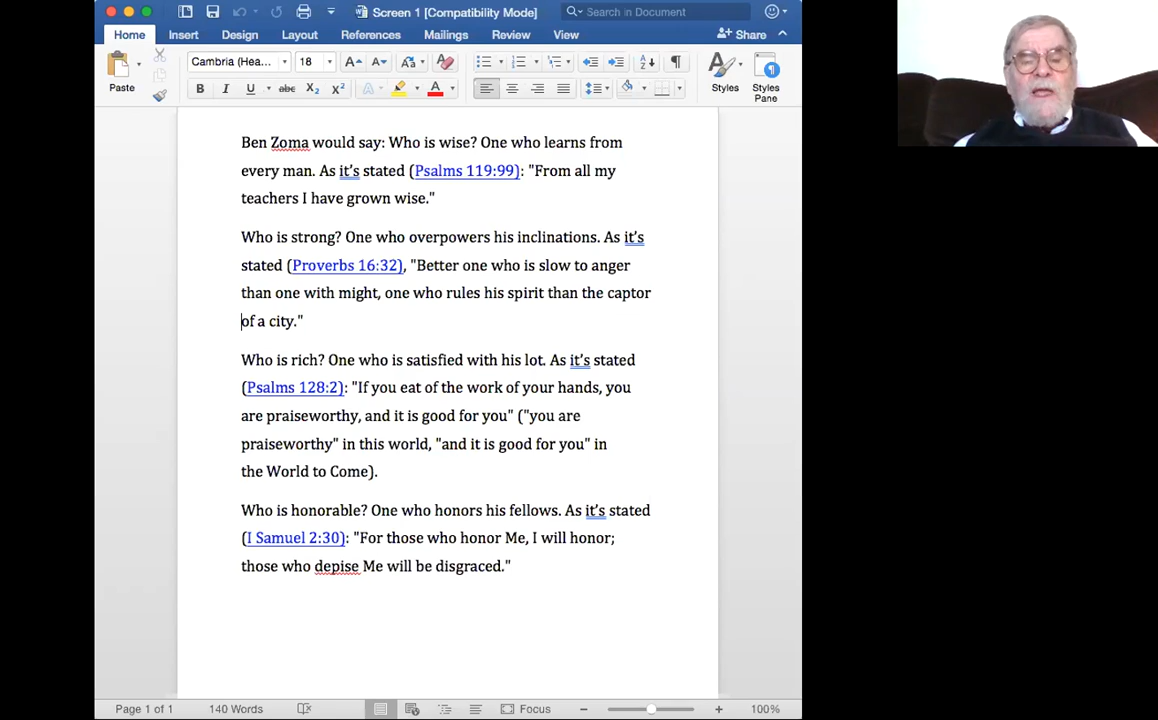 Screen 1 [Compatibility Mode]
Search in Document
Home Insert Design Layout References Mailings Review View Share
Paste
Cambria (Hea... 18
Styles
Styles Pane
Ben Zoma would say: Who is wise? One who learns from
every man. As it's stated (Psalms 119:99): "From all my
teachers I have grown wise."
Who is strong? One who overpowers his inclinations. As it's
stated (Proverbs 16:32), "Better one who is slow to anger
than one with might, one who rules his spirit than the captor
of a city."
Who is rich? One who is satisfied with his lot. As it's stated
(Psalms 128:2): "If you eat of the work of your hands, you
are praiseworthy, and it is good for you" ("you are
praiseworthy" in this world, "and it is good for you" in
the World to Come).
Who is honorable? One who honors his fellows. As it's stated
(I Samuel 2:30): "For those who honor Me, I will honor;
those who depise Me will be disgraced."
Page 1 of 1 140 Words Focus 100%